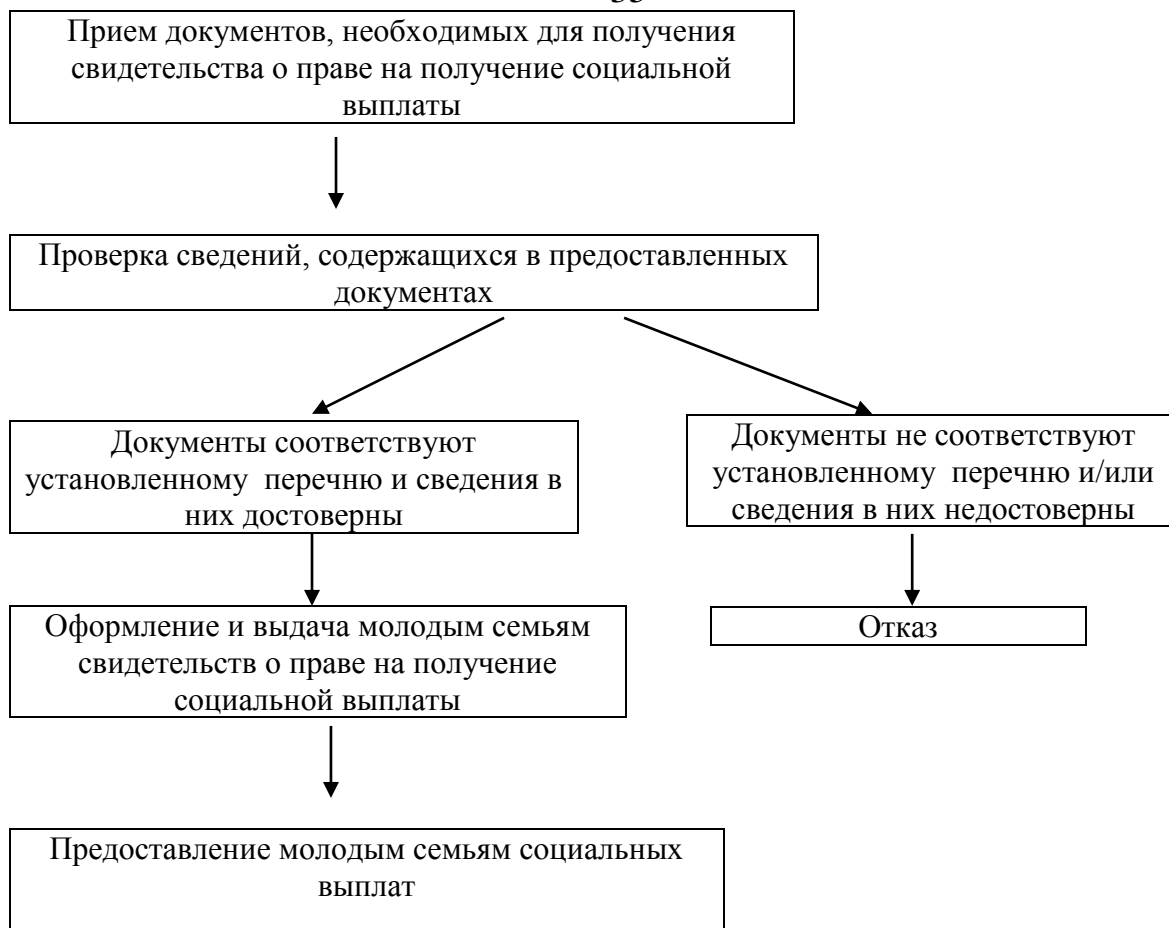 Прием документов, необходимых для получения
свидетельства о праве на получение социальной
выплаты
Проверка сведений, содержащихся в предоставленных
документах
Документы соответствуют
установленному перечню и сведения в
них достоверны
Документы не соответствуют
установленному перечню и/или
сведения в них недостоверны
Оформление и выдача молодым семьям
свидетельств о праве на получение
социальной выплаты
Отказ
Предоставление молодым семьям социальных
выплат